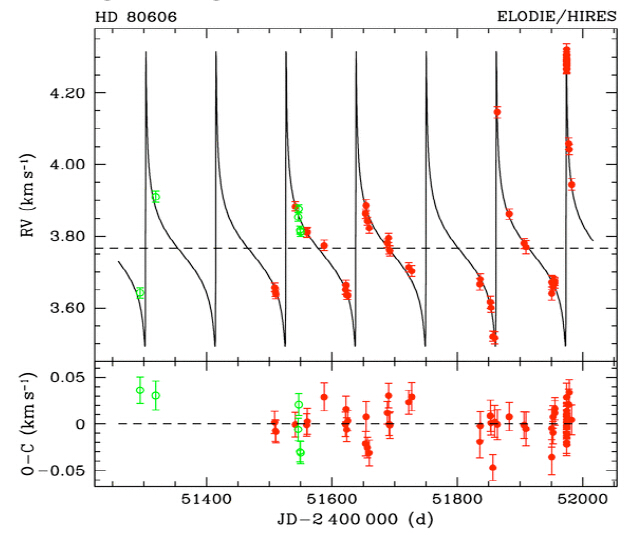 HD 80606 ELODIE/HIRES
4.20
4.00
3.80
3.60
RV (km s⁻¹)
0.05
0
−0.05
O−C (km s⁻¹)
51400 51600 51800 52000
JD−2 400 000 (d)